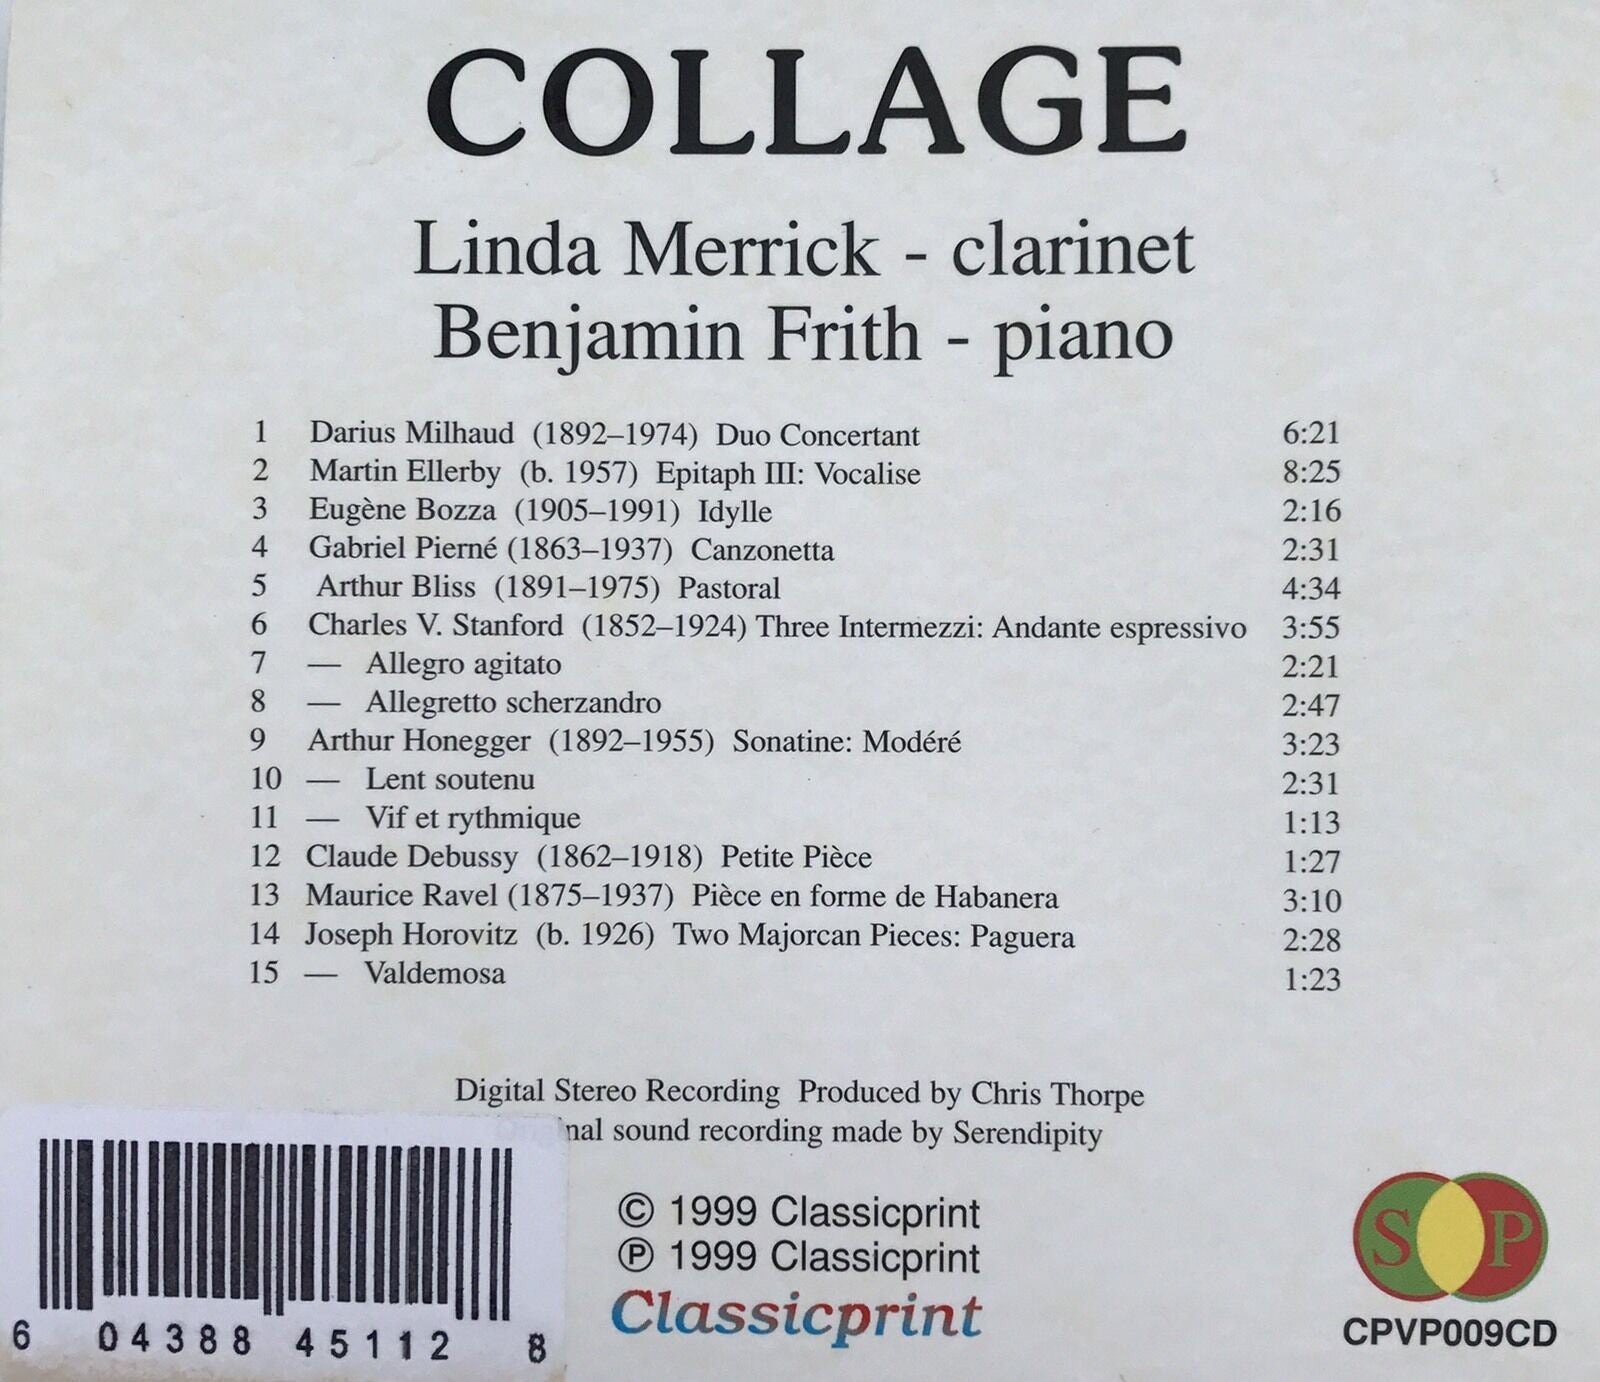 COLLAGE
Linda Merrick - clarinet
Benjamin Frith - piano
1 Darius Milhaud (1892–1974) Duo Concertant 6:21
2 Martin Ellerby (b. 1957) Epitaph III: Vocalise 8:25
3 Eugène Bozza (1905–1991) Idylle 2:16
4 Gabriel Pierné (1863–1937) Canzonetta 2:31
5 Arthur Bliss (1891–1975) Pastoral 4:34
6 Charles V. Stanford (1852–1924) Three Intermezzi: Andante espressivo 3:55
7 — Allegro agitato 2:21
8 — Allegretto scherzandro 2:47
9 Arthur Honegger (1892–1955) Sonatine: Modéré 3:23
10 — Lent soutenu 2:31
11 — Vif et rythmique 1:13
12 Claude Debussy (1862–1918) Petite Pièce 1:27
13 Maurice Ravel (1875–1937) Pièce en forme de Habanera 3:10
14 Joseph Horovitz (b. 1926) Two Majorcan Pieces: Paguera 2:28
15 — Valdemosa 1:23
Digital Stereo Recording Produced by Chris Thorpe
sound recording made by Serendipity
© 1999 Classicprint
℗ 1999 Classicprint
Classicprint
S P
CPVP009CD
6 04388 45112 8